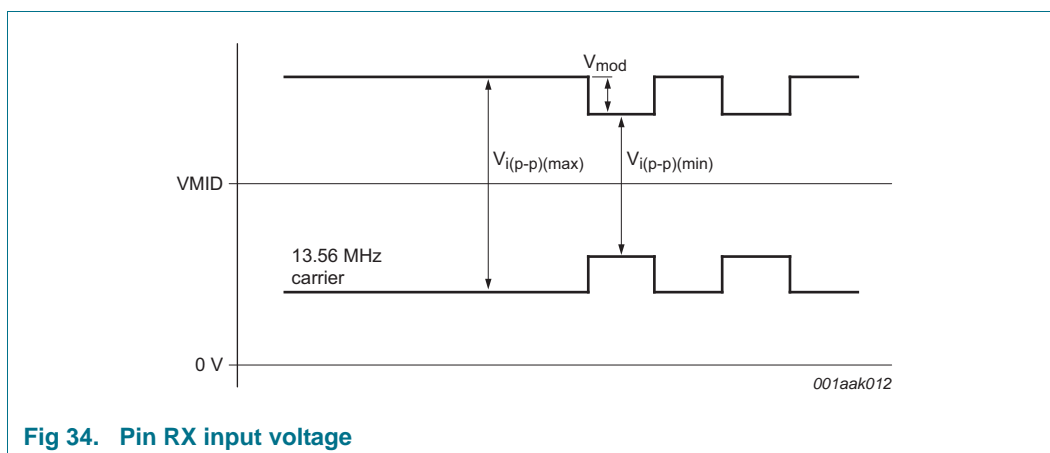 Vmod
Vi(p-p)(max)
Vi(p-p)(min)
VMID
13.56 MHz
carrier
0 V
001aak012
Fig 34. Pin RX input voltage